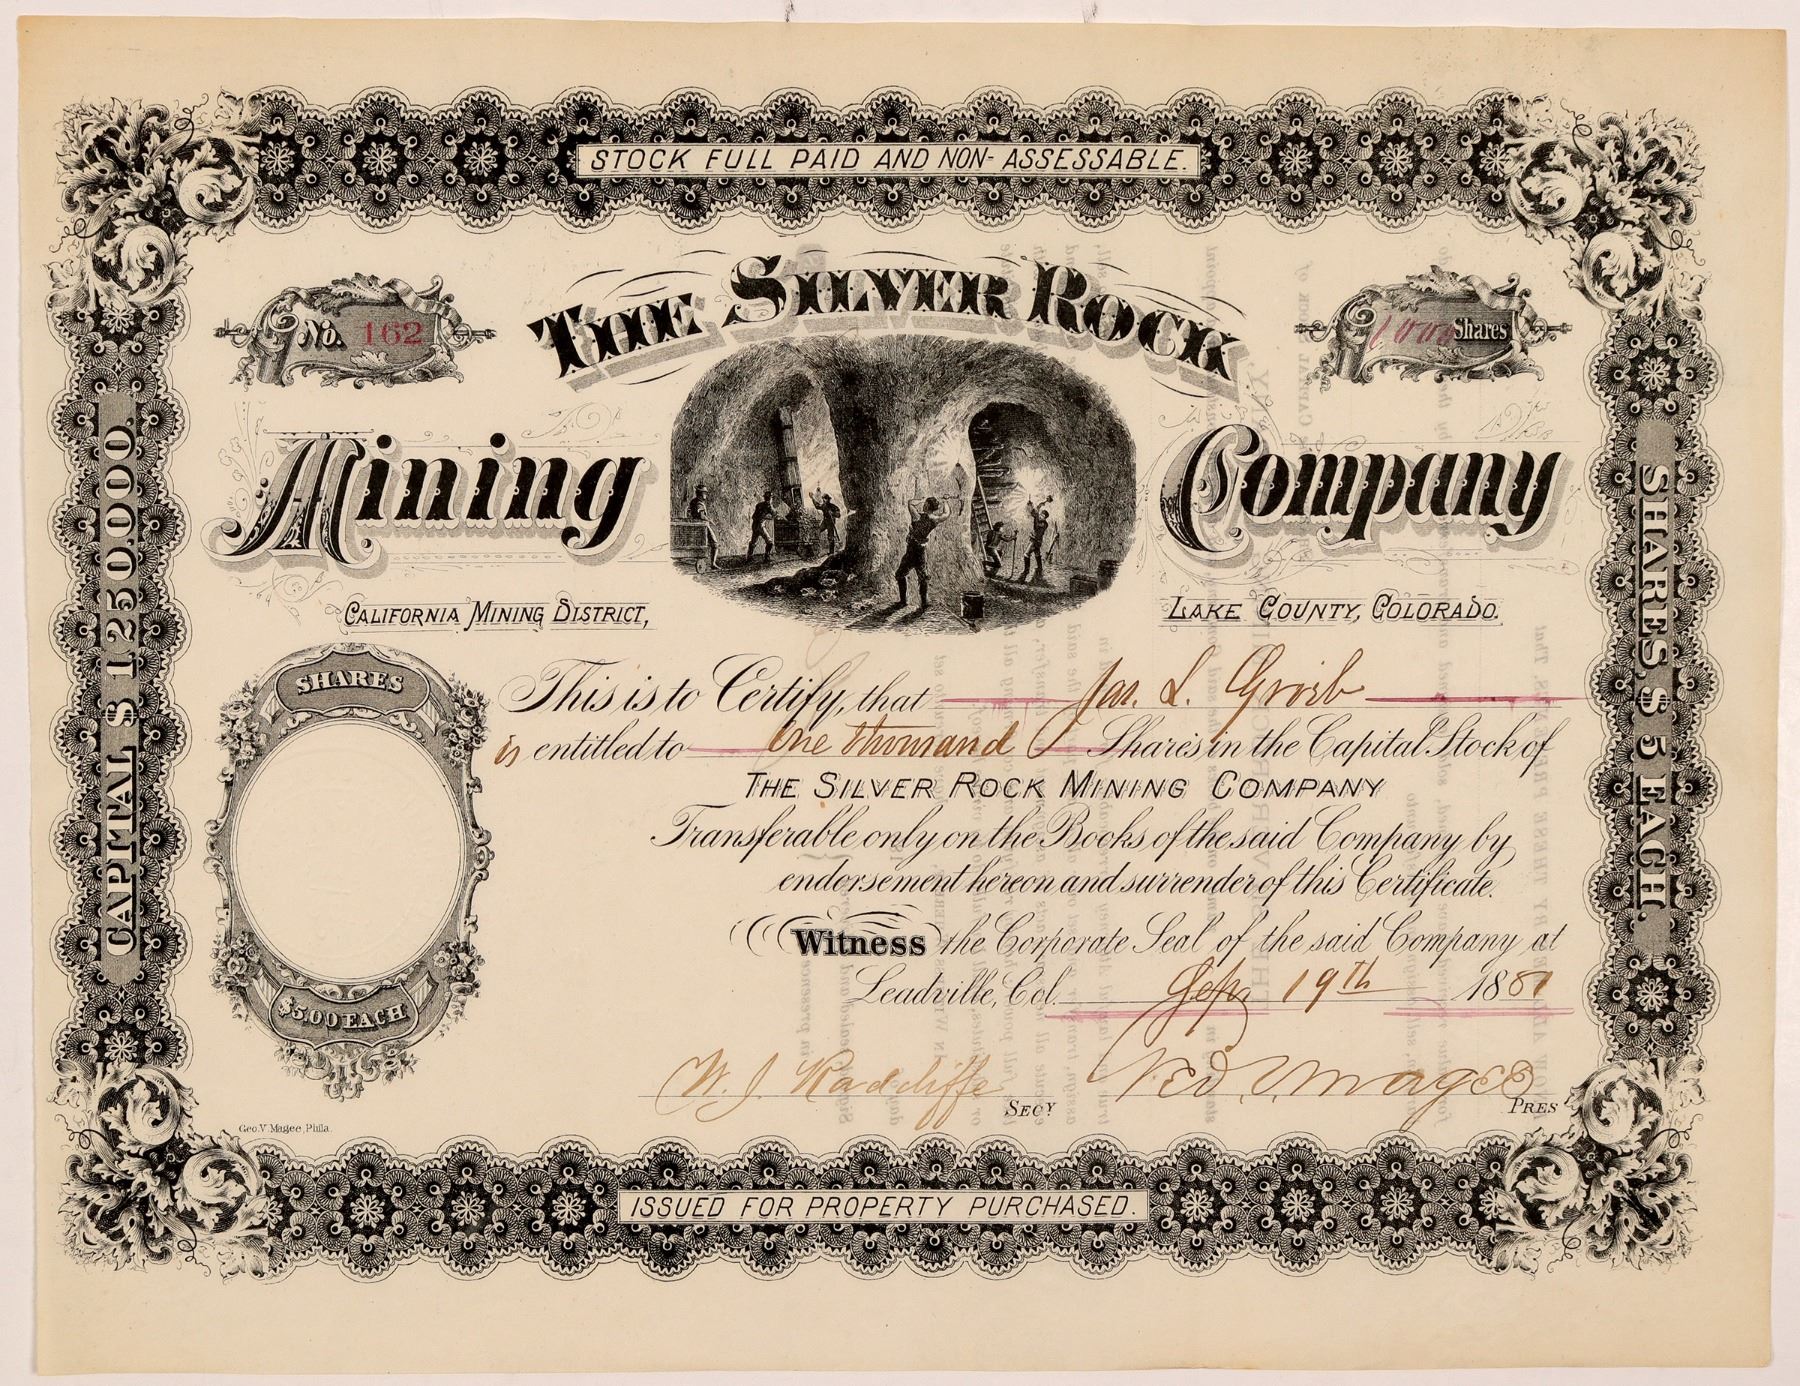 STOCK FULL PAID AND NON-ASSESSABLE.
No. 162
THE SILVER ROCK
1000 Shares
Mining Company
CALIFORNIA MINING DISTRICT,
LAKE COUNTY, COLORADO.
CAPITAL $1250.000.
SHARES, $5 EACH.
SHARES
$5.00 EACH
This is to Certify, that Jas. L.
is entitled to One thousand Shares in the Capital Stock of
THE SILVER ROCK MINING COMPANY
Transferable only on the Books of the said Company by
endorsement hereon and surrender of this Certificate.
Witness the Corporate Seal of the said Company at
Leadville, Col. Sep 19th 1881
W. J. Radcliffe SECY
Magee PRES
Geo. V. Magee, Phila.
ISSUED FOR PROPERTY PURCHASED.